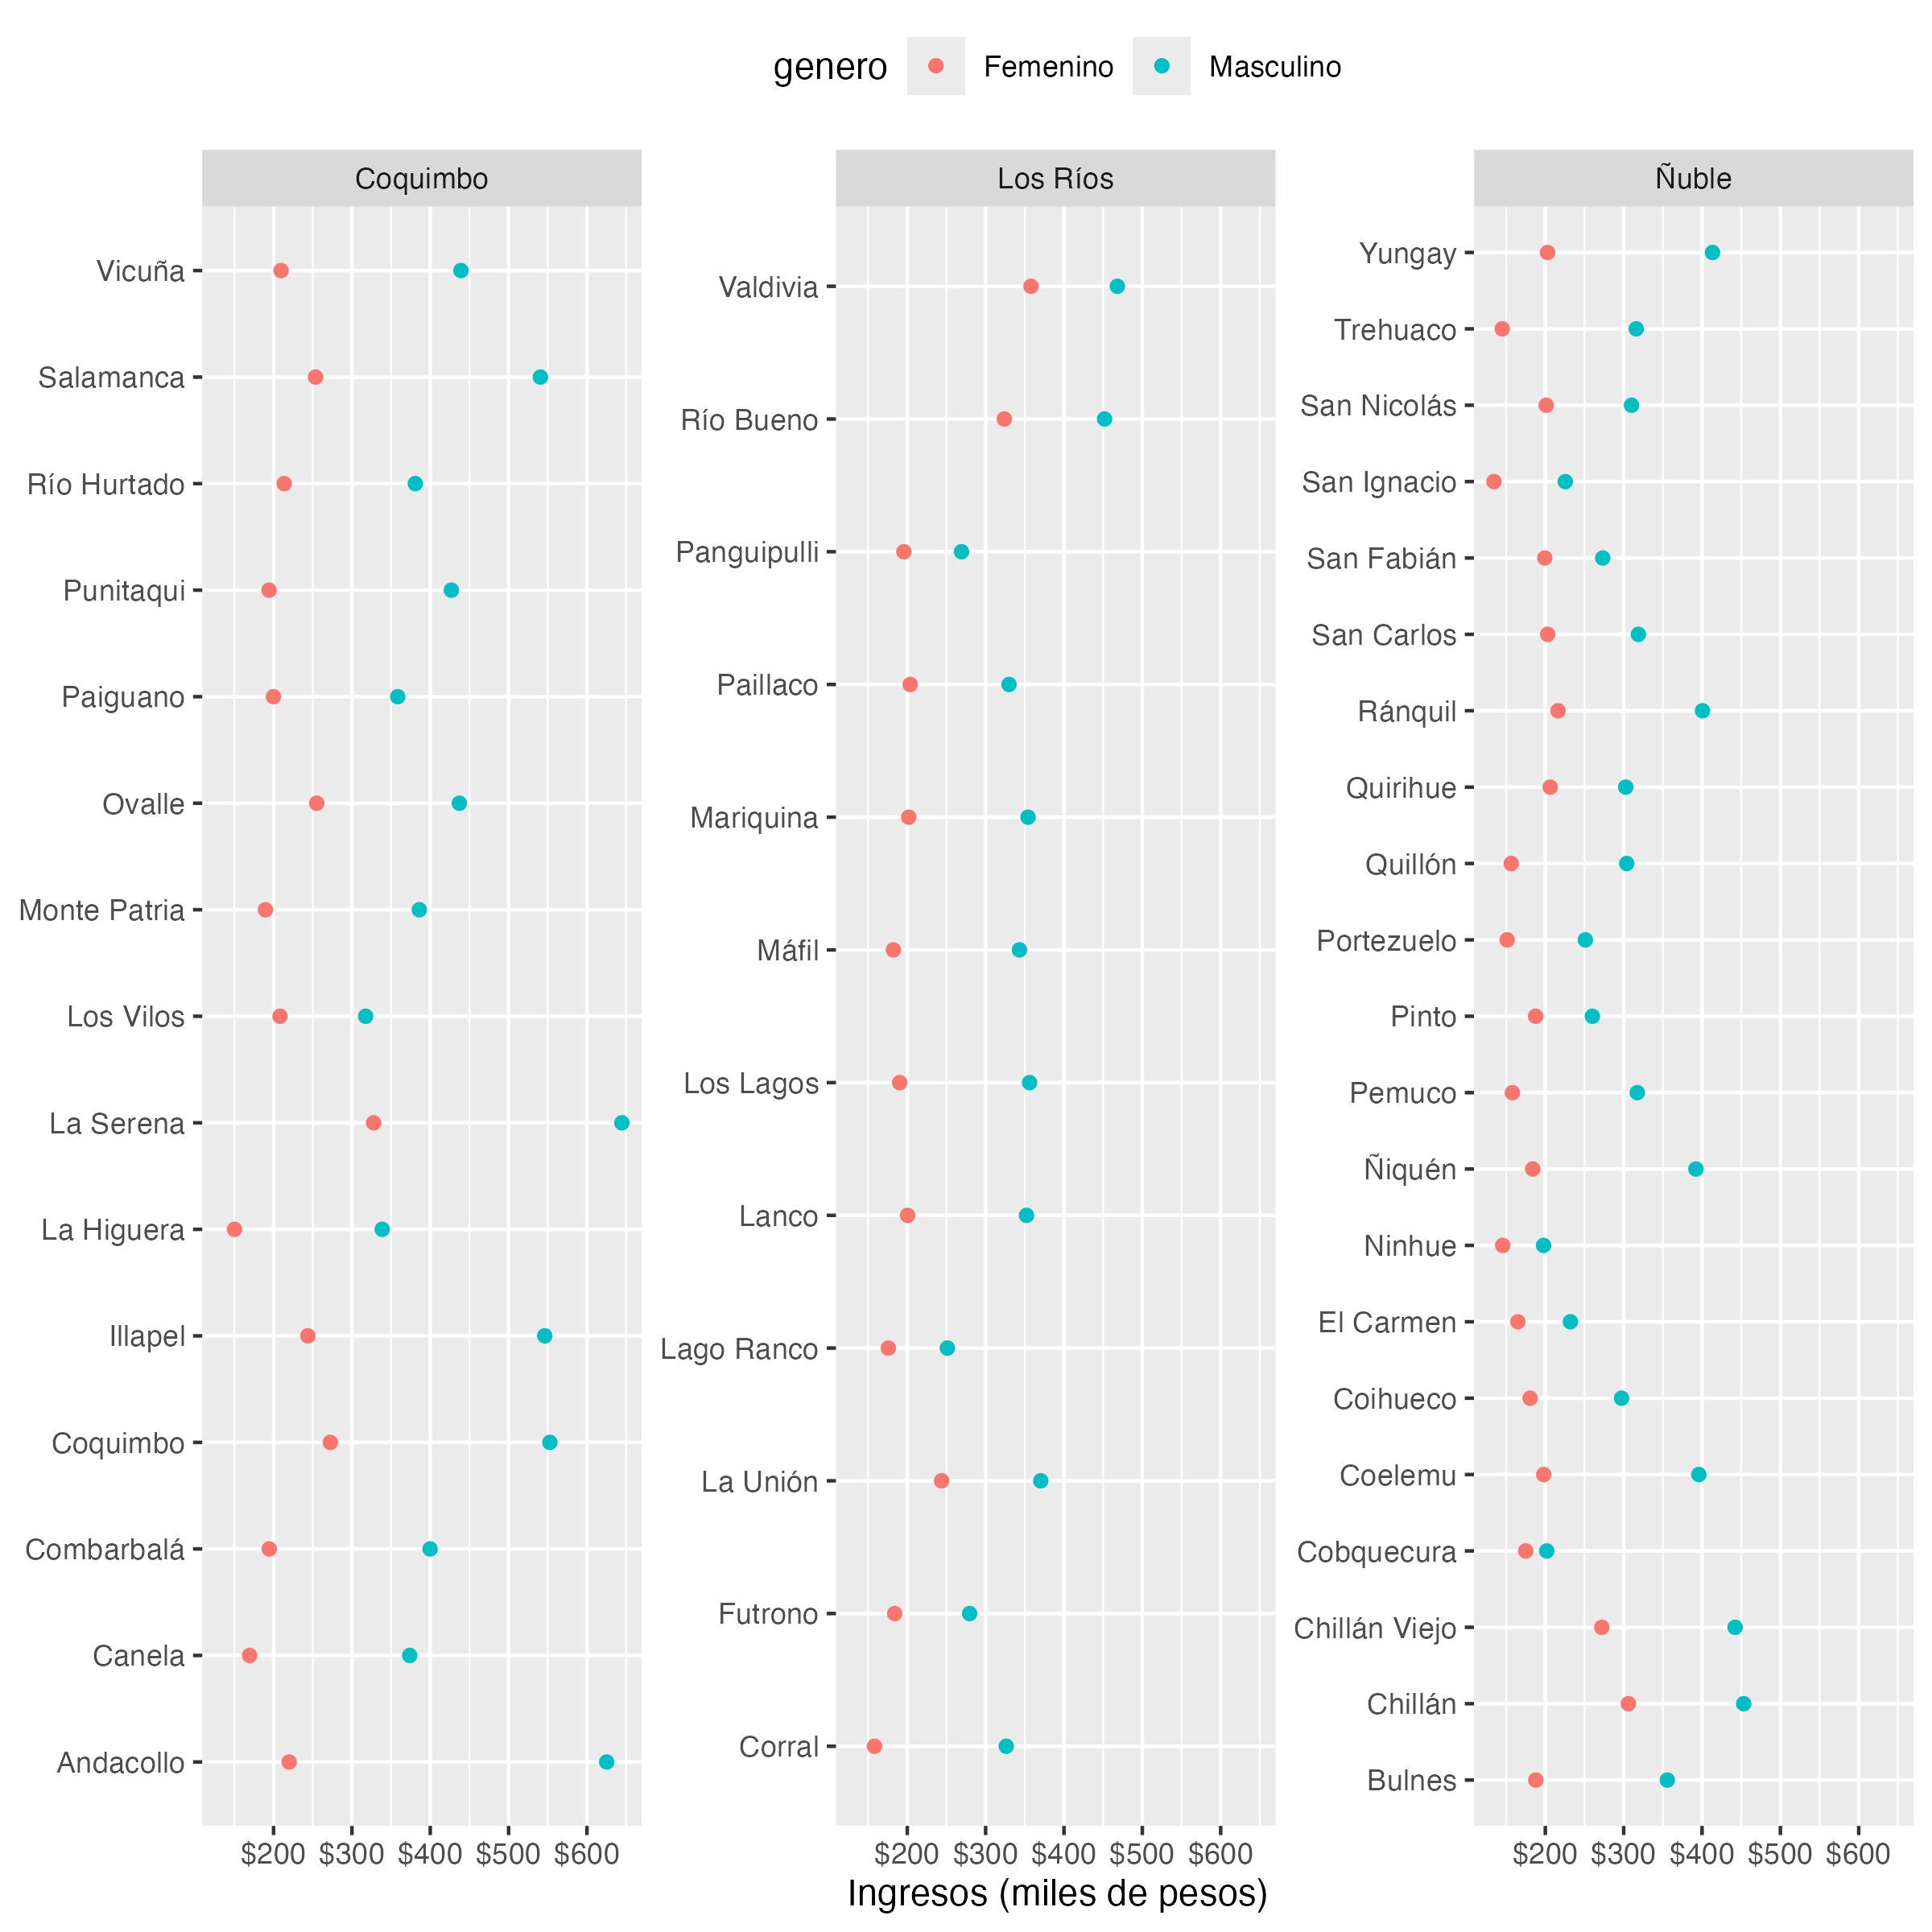 genero Femenino Masculino
Coquimbo
Vicuña
Salamanca
Río Hurtado
Punitaqui
Paiguano
Ovalle
Monte Patria
Los Vilos
La Serena
La Higuera
Illapel
Coquimbo
Combarbalá
Canela
Andacollo
$200 $300 $400 $500 $600
Los Ríos
Valdivia
Río Bueno
Panguipulli
Paillaco
Mariquina
Máfil
Los Lagos
Lanco
Lago Ranco
La Unión
Futrono
Corral
$200 $300 $400 $500 $600
Ñuble
Yungay
Trehuaco
San Nicolás
San Ignacio
San Fabián
San Carlos
Ránquil
Quirihue
Quillón
Portezuelo
Pinto
Pemuco
Ñiquén
Ninhue
El Carmen
Coihueco
Coelemu
Cobquecura
Chillán Viejo
Chillán
Bulnes
$200 $300 $400 $500 $600
Ingresos (miles de pesos)